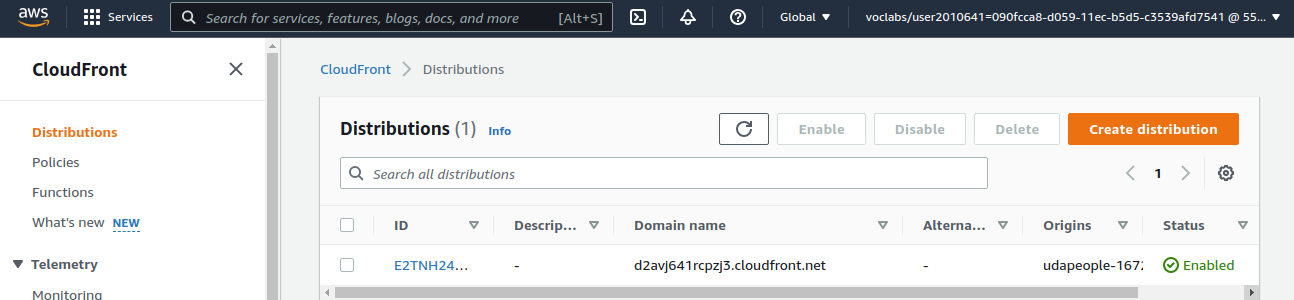 aws Services Search for services, features, blogs, docs, and more [Alt+S] Global voclabs/user2010641=090fcca8-d059-11ec-b5d5-c3539afd7541 @ 55...
CloudFront
Distributions
Policies
Functions
What's new NEW
Telemetry
Monitoring
CloudFront Distributions
Distributions (1) Info Enable Disable Delete Create distribution
Search all distributions 1
ID Descrip... Domain name Alterna... Origins Status
E2TNH24... - d2avj641rcpzj3.cloudfront.net - udapeople-1672 Enabled